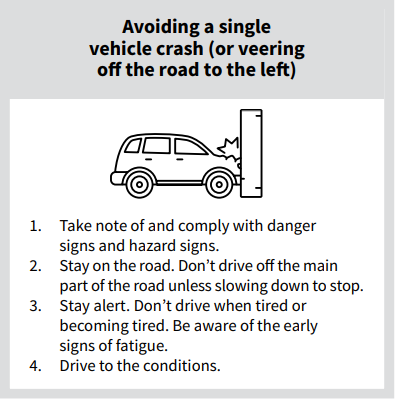 Avoiding a single
vehicle crash (or veering
off the road to the left)
1. Take note of and comply with danger
signs and hazard signs.
2. Stay on the road. Don’t drive off the main
part of the road unless slowing down to stop.
3. Stay alert. Don’t drive when tired or
becoming tired. Be aware of the early
signs of fatigue.
4. Drive to the conditions.